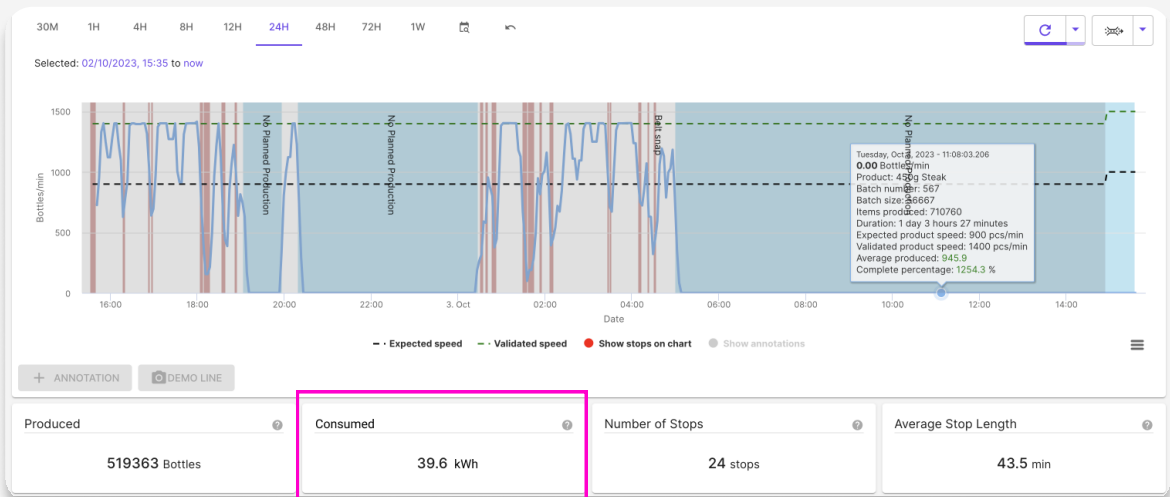 30M 1H 4H 8H 12H 24H 48H 72H 1W
Selected: 02/10/2023, 15:35 to now
1500
1000
500
0
Bottles/min
No Planned Production
No Planned Production
Belt snap
No Planned Production
Tuesday, Oct 3, 2023 - 11:08:03.206
0.00 Bottles/min
Product: 450g Steak
Batch number: 567
Batch size: 56667
Items produced: 710760
Duration: 1 day 3 hours 27 minutes
Expected product speed: 900 pcs/min
Validated product speed: 1400 pcs/min
Average produced: 945.9
Complete percentage: 1254.3 %
16:00 18:00 20:00 22:00 3. Oct 02:00 04:00 06:00 08:00 10:00 12:00 14:00
Date
Expected speed Validated speed Show stops on chart Show annotations
+ ANNOTATION DEMO LINE
Produced ? Consumed ? Number of Stops ? Average Stop Length ?
519363 Bottles 39.6 kWh 24 stops 43.5 min